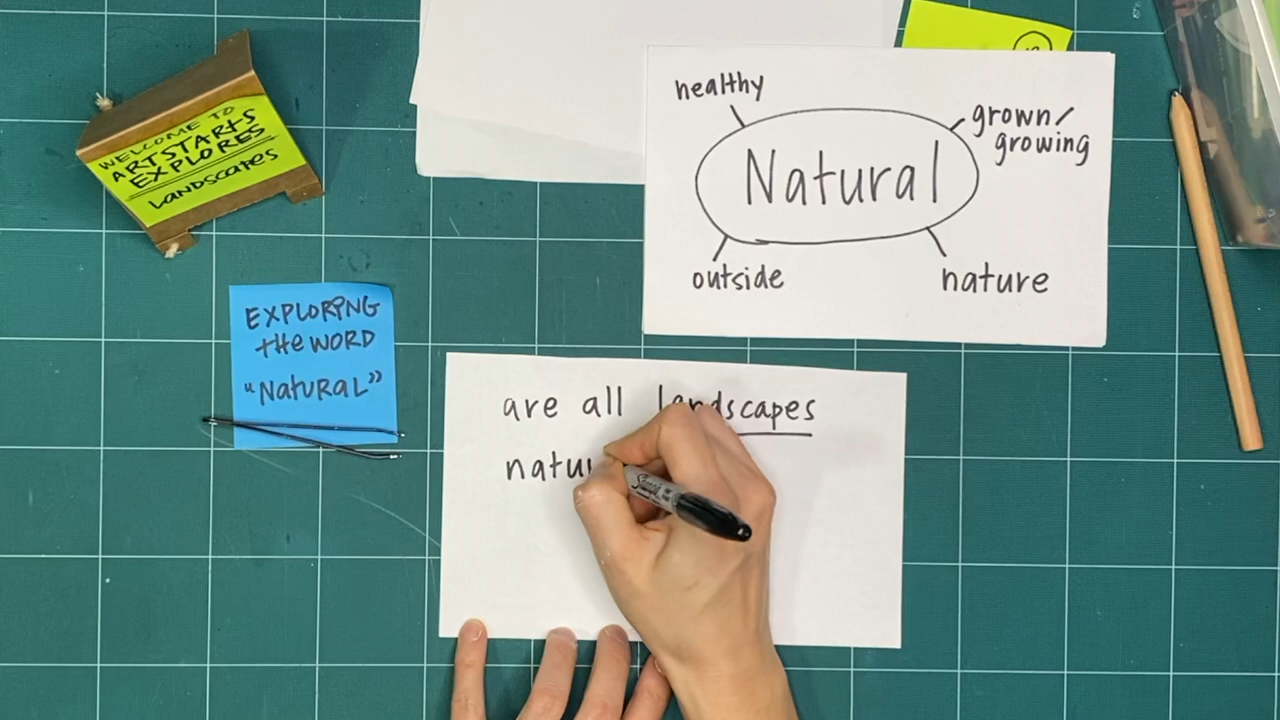 WELCOME TO
ARTSTARTS
EXPLORES
LANDSCAPES
healthy
grown/
growing
Natural
outside
nature
EXPLORING
THE WORD
"NATURAL"
are all landscapes
natu
Sharpie